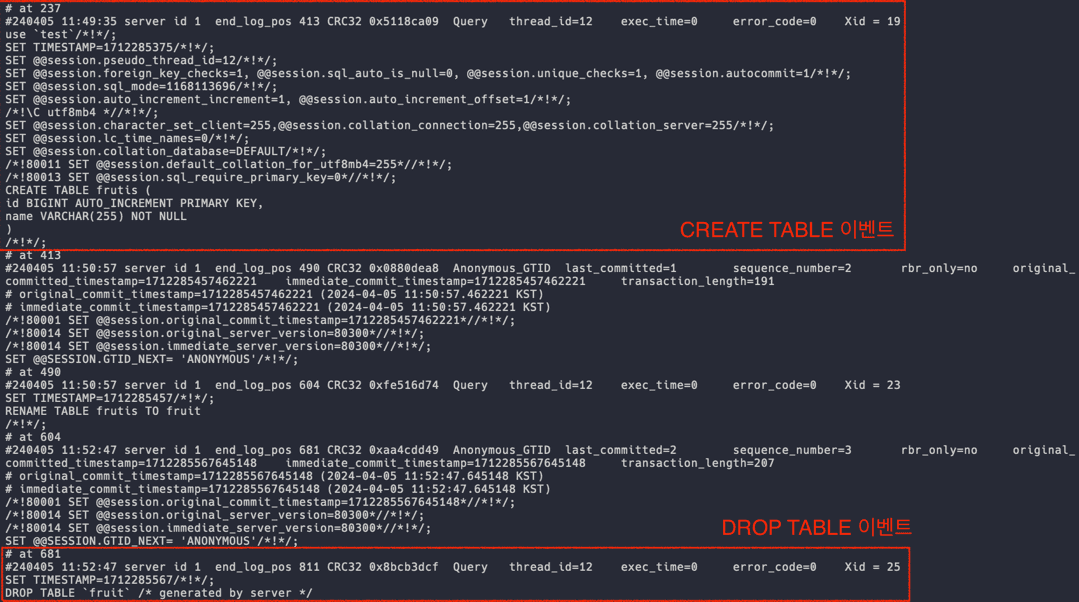 # at 237
#240405 11:49:35 server id 1  end_log_pos 413 CRC32 0x5118ca09  Query   thread_id=12    exec_time=0     error_code=0    Xid = 19
use `test`/*!*/;
SET TIMESTAMP=1712285375/*!*/;
SET @@session.pseudo_thread_id=12/*!*/;
SET @@session.foreign_key_checks=1, @@session.sql_auto_is_null=0, @@session.unique_checks=1, @@session.autocommit=1/*!*/;
SET @@session.sql_mode=1168113696/*!*/;
SET @@session.auto_increment_increment=1, @@session.auto_increment_offset=1/*!*/;
/*!\C utf8mb4 *//*!*/;
SET @@session.character_set_client=255,@@session.collation_connection=255,@@session.collation_server=255/*!*/;
SET @@session.lc_time_names=0/*!*/;
SET @@session.collation_database=DEFAULT/*!*/;
/*!80011 SET @@session.default_collation_for_utf8mb4=255*//*!*/;
/*!80013 SET @@session.sql_require_primary_key=0*//*!*/;
CREATE TABLE frutis (
id BIGINT AUTO_INCREMENT PRIMARY KEY,
name VARCHAR(255) NOT NULL
)
CREATE TABLE 이벤트
/*!*/;
# at 413
#240405 11:50:57 server id 1  end_log_pos 490 CRC32 0x0880dea8  Anonymous_GTID  last_committed=1        sequence_number=2       rbr_only=no     original_
committed_timestamp=1712285457462221    immediate_commit_timestamp=1712285457462221     transaction_length=191
# original_commit_timestamp=1712285457462221 (2024-04-05 11:50:57.462221 KST)
# immediate_commit_timestamp=1712285457462221 (2024-04-05 11:50:57.462221 KST)
/*!80001 SET @@session.original_commit_timestamp=1712285457462221*//*!*/;
/*!80014 SET @@session.original_server_version=80300*//*!*/;
/*!80014 SET @@session.immediate_server_version=80300*//*!*/;
SET @@SESSION.GTID_NEXT= 'ANONYMOUS'/*!*/;
# at 490
#240405 11:50:57 server id 1  end_log_pos 604 CRC32 0xfe516d74  Query   thread_id=12    exec_time=0     error_code=0    Xid = 23
SET TIMESTAMP=1712285457/*!*/;
RENAME TABLE frutis TO fruit
/*!*/;
# at 604
#240405 11:52:47 server id 1  end_log_pos 681 CRC32 0xaa4cdd49  Anonymous_GTID  last_committed=2        sequence_number=3       rbr_only=no     original_
committed_timestamp=1712285567645148    immediate_commit_timestamp=1712285567645148     transaction_length=207
# original_commit_timestamp=1712285567645148 (2024-04-05 11:52:47.645148 KST)
# immediate_commit_timestamp=1712285567645148 (2024-04-05 11:52:47.645148 KST)
/*!80001 SET @@session.original_commit_timestamp=1712285567645148*//*!*/;
/*!80014 SET @@session.original_server_version=80300*//*!*/;
/*!80014 SET @@session.immediate_server_version=80300*//*!*/;
DROP TABLE 이벤트
SET @@SESSION.GTID_NEXT= 'ANONYMOUS'/*!*/;
# at 681
#240405 11:52:47 server id 1  end_log_pos 811 CRC32 0x8bcb3dcf  Query   thread_id=12    exec_time=0     error_code=0    Xid = 25
SET TIMESTAMP=1712285567/*!*/;
DROP TABLE `fruit` /* generated by server */